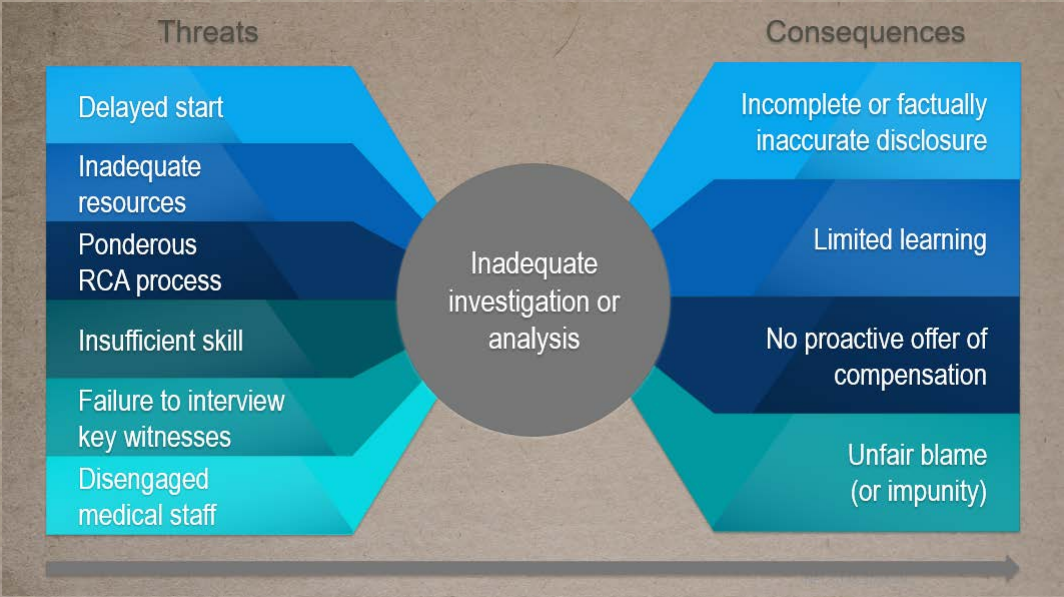 Threats
Delayed start
Inadequate
resources
Ponderous
RCA process
Insufficient skill
Failure to interview
key witnesses
Disengaged
medical staff
Inadequate
investigation or
analysis
Consequences
Incomplete or factually
inaccurate disclosure
Limited learning
No proactive offer of
compensation
Unfair blame
(or impunity)